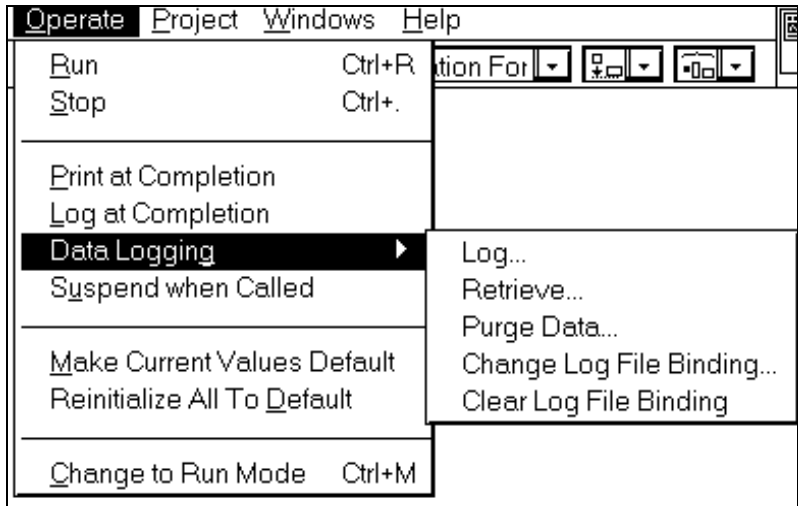 Operate Project Windows Help
Run Ctrl+R
tion For
Stop Ctrl+.
Print at Completion
Log at Completion
Data Logging
Suspend when Called
Make Current Values Default
Reinitialize All To Default
Change to Run Mode Ctrl+M
Log...
Retrieve...
Purge Data...
Change Log File Binding...
Clear Log File Binding